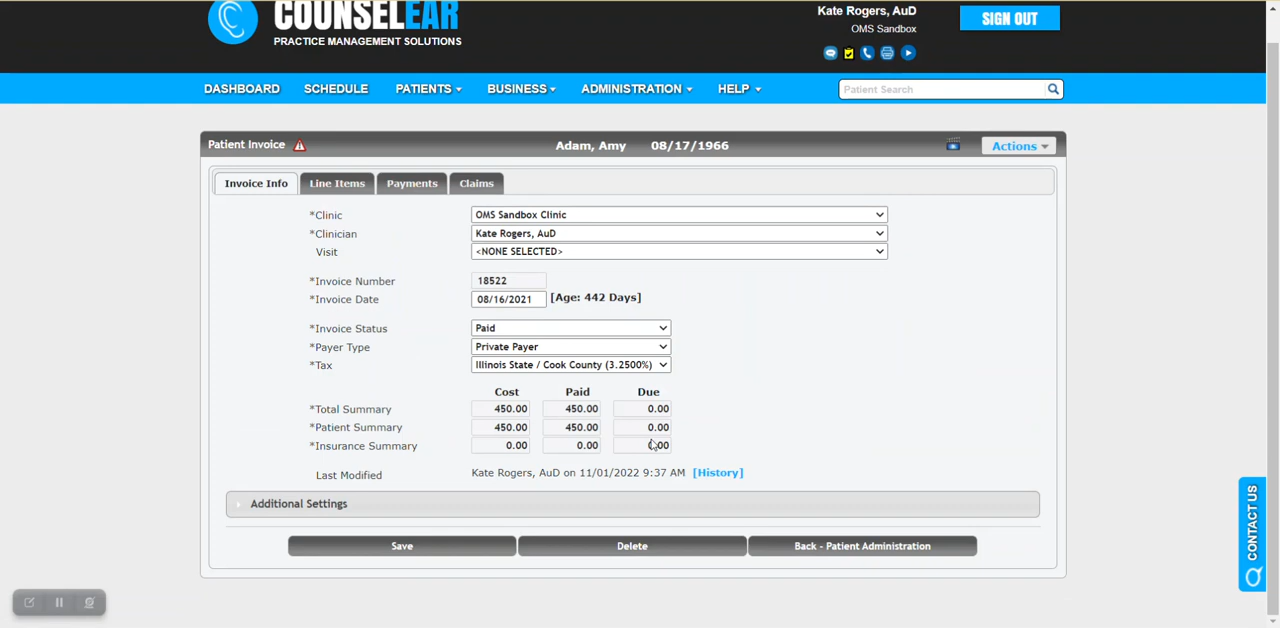 COUNSELEAR
PRACTICE MANAGEMENT SOLUTIONS
Kate Rogers, AuD
OMS Sandbox
SIGN OUT
DASHBOARD SCHEDULE PATIENTS BUSINESS ADMINISTRATION HELP Patient Search
Patient Invoice Adam, Amy 08/17/1966 Actions
Invoice Info Line Items Payments Claims
*Clinic OMS Sandbox Clinic
*Clinician Kate Rogers, AuD
Visit <NONE SELECTED>
*Invoice Number 18522
*Invoice Date 08/16/2021 [Age: 442 Days]
*Invoice Status Paid
*Payer Type Private Payer
*Tax Illinois State / Cook County (3.2500%)
Cost Paid Due
*Total Summary 450.00 450.00 0.00
*Patient Summary 450.00 450.00 0.00
*Insurance Summary 0.00 0.00 0.00
Last Modified Kate Rogers, AuD on 11/01/2022 9:37 AM [History]
Additional Settings
Save Delete Back - Patient Administration
CONTACT US